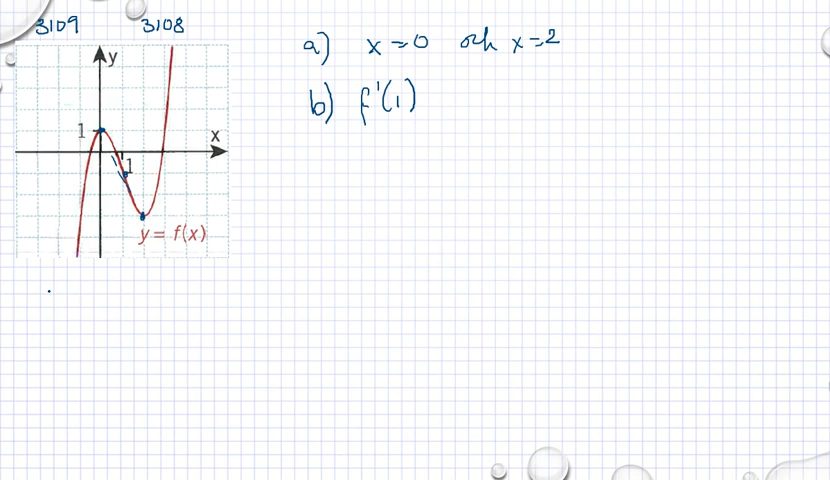 3109 3108
a) x=0 och x=2
b) f'(1)
y
1
x
1
y = f(x)